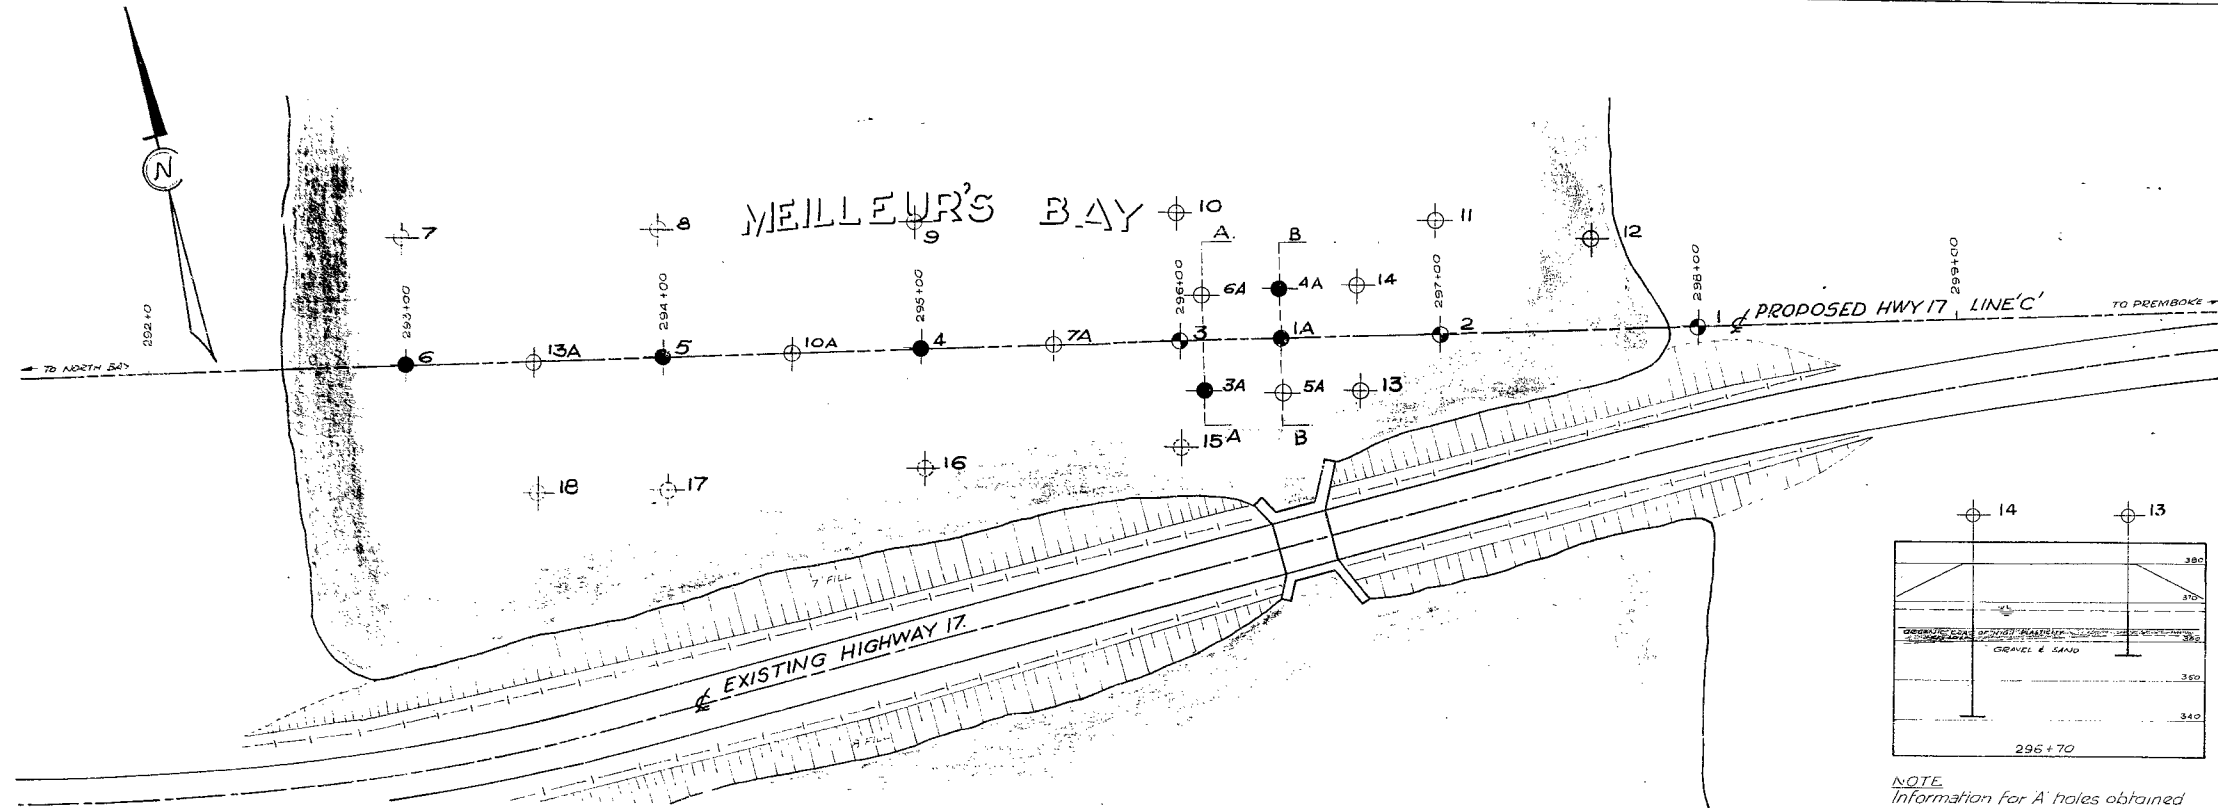 N
MEILLEUR'S BAY
7
8
9
10
11
12
A
B
6A
4A
14
292+0
293+00
294+00
295+00
296+00
297+00
298+00
299+00
← TO NORTH BAY
6
13A
5
10A
4
7A
3
1A
2
1
℄ PROPOSED HWY 17 LINE 'C'
TO PREMBOKE →
3A
5A
13
A
B
15
16
17
18
7' FILL
℄ EXISTING HIGHWAY 17.
FILL
14
13
380
370
360
GRAVEL & SAND
350
340
296+70
NOTE
Information for 'A' holes obtained